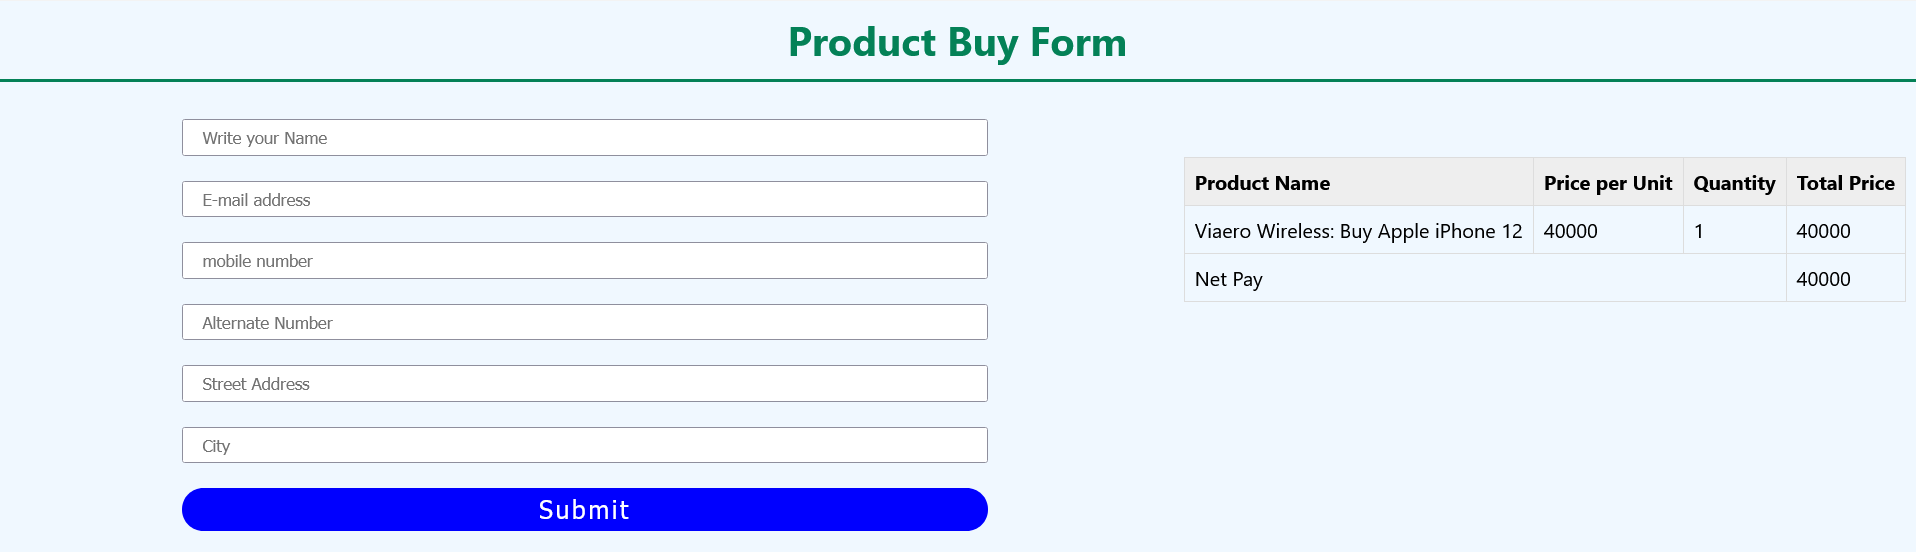 Product Buy Form
Write your Name
E-mail address
mobile number
Alternate Number
Street Address
City
Submit
Product Name Price per Unit Quantity Total Price
Viaero Wireless: Buy Apple iPhone 12 40000 1 40000
Net Pay 40000